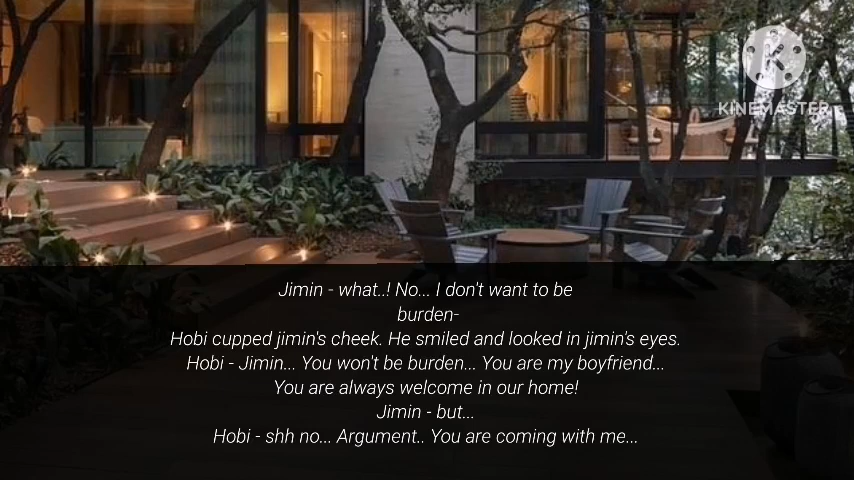 KINEMASTER
Jimin - what..! No... I don't want to be
burden-
Hobi cupped jimin's cheek. He smiled and looked in jimin's eyes.
Hobi - Jimin... You won't be burden... You are my boyfriend...
You are always welcome in our home!
Jimin - but...
Hobi - shh no... Argument.. You are coming with me...